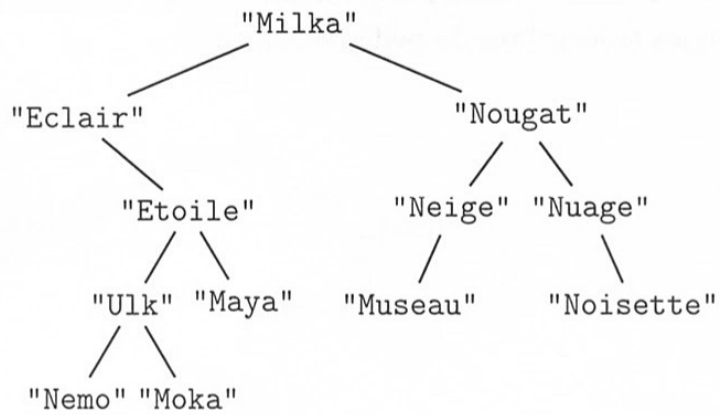 "Milka"
"Eclair" "Nougat"
"Etoile" "Neige" "Nuage"
"Ulk" "Maya" "Museau" "Noisette"
"Nemo" "Moka"